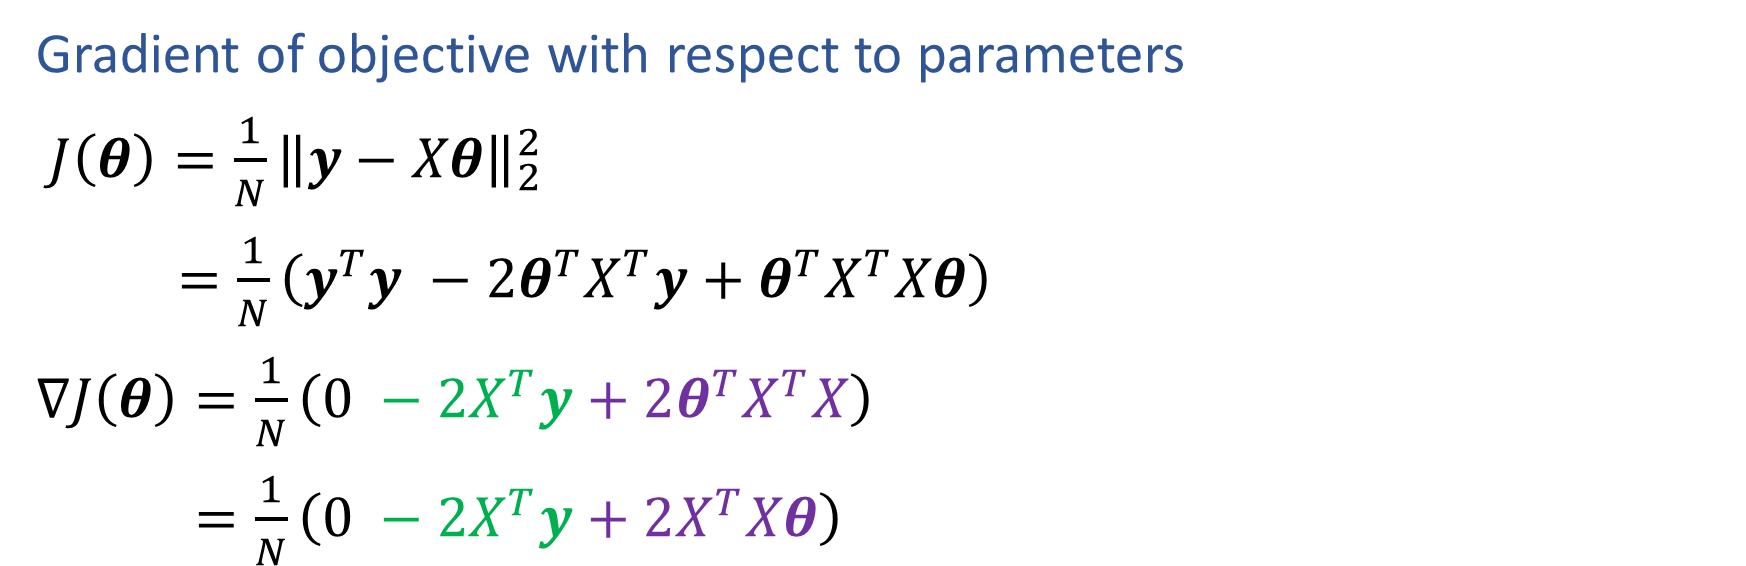 Gradient of objective with respect to parameters
J(θ) = 1/N ‖y − Xθ‖₂²
= 1/N (yᵀy − 2θᵀXᵀy + θᵀXᵀXθ)
∇J(θ) = 1/N (0 − 2Xᵀy + 2θᵀXᵀX)
= 1/N (0 − 2Xᵀy + 2XᵀXθ)